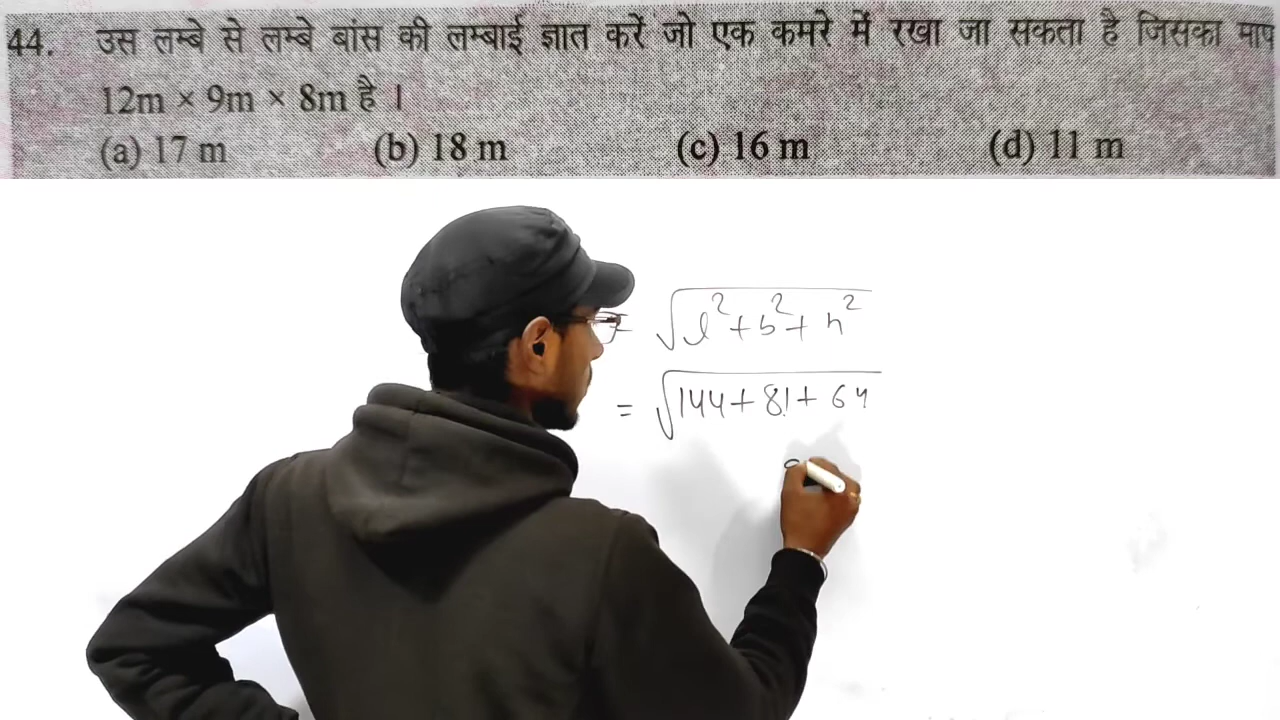 44. उस लम्बे से लम्बे बांस की लम्बाई ज्ञात करें जो एक कमरे में रखा जा सकता है जिसका माप
12m × 9m × 8m है ।
(a) 17 m (b) 18 m (c) 16 m (d) 11 m
= √l²+b²+h²
= √144+81+64